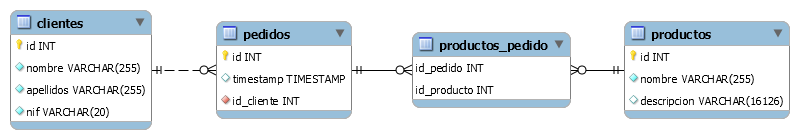 clientes
id INT
nombre VARCHAR(255)
apellidos VARCHAR(255)
nif VARCHAR(20)
pedidos
id INT
timestamp TIMESTAMP
id_cliente INT
productos_pedido
id_pedido INT
id_producto INT
productos
id INT
nombre VARCHAR(255)
descripcion VARCHAR(16126)